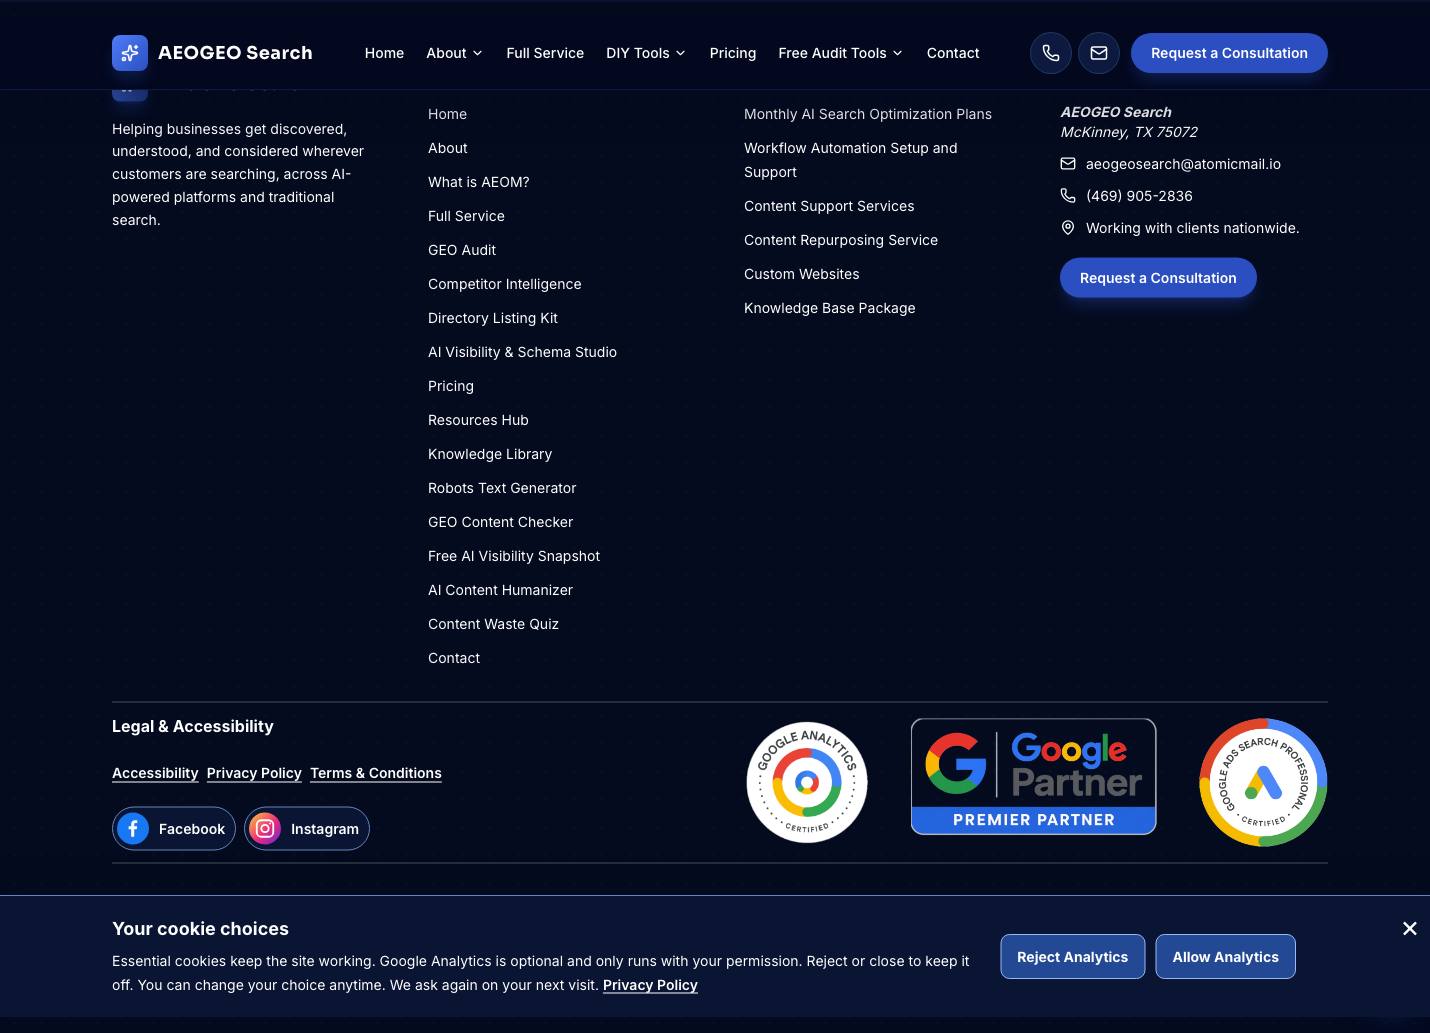 AEOGEO Search
Home
About
Full Service
DIY Tools
Pricing
Free Audit Tools
Contact
Request a Consultation
Helping businesses get discovered,
understood, and considered wherever
customers are searching, across AI-
powered platforms and traditional
search.
Home
About
What is AEOM?
Full Service
GEO Audit
Competitor Intelligence
Directory Listing Kit
AI Visibility & Schema Studio
Pricing
Resources Hub
Knowledge Library
Robots Text Generator
GEO Content Checker
Free AI Visibility Snapshot
AI Content Humanizer
Content Waste Quiz
Contact
Monthly AI Search Optimization Plans
Workflow Automation Setup and
Support
Content Support Services
Content Repurposing Service
Custom Websites
Knowledge Base Package
AEOGEO Search
McKinney, TX 75072
aeogeosearch@atomicmail.io
(469) 905-2836
Working with clients nationwide.
Request a Consultation
Legal & Accessibility
Accessibility Privacy Policy Terms & Conditions
Facebook
Instagram
GOOGLE ANALYTICS
CERTIFIED
G
Google
Partner
PREMIER PARTNER
GOOGLE ADS SEARCH PROFESSIONAL
CERTIFIED
Your cookie choices
Essential cookies keep the site working. Google Analytics is optional and only runs with your permission. Reject or close to keep it
off. You can change your choice anytime. We ask again on your next visit. Privacy Policy
Reject Analytics
Allow Analytics